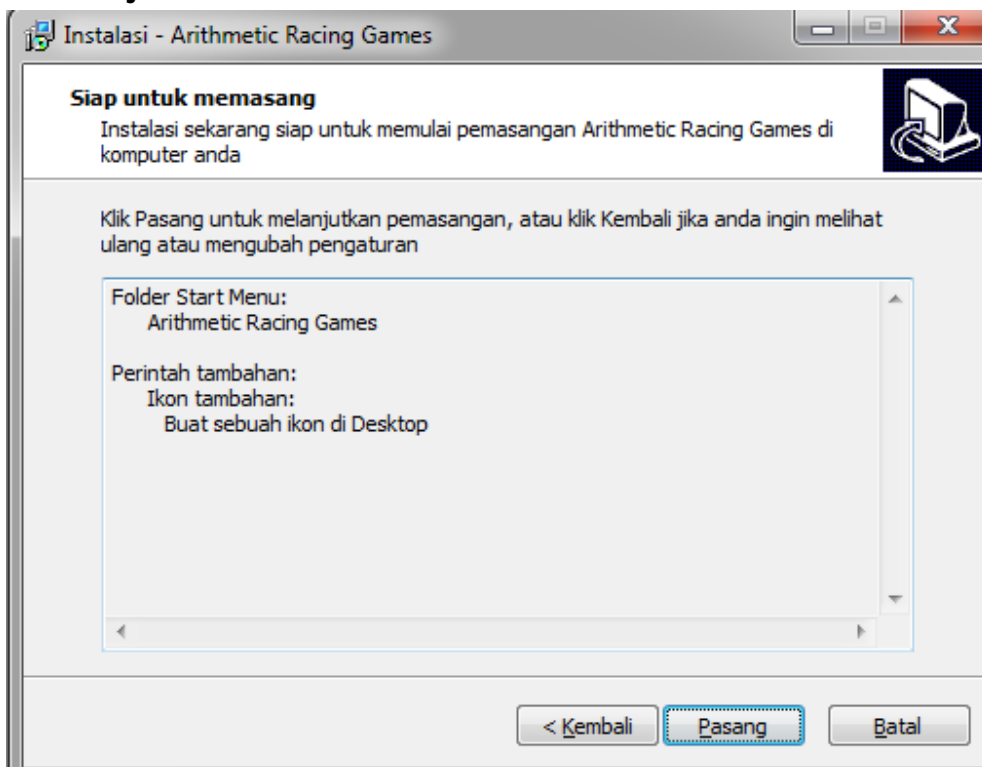 Instalasi - Arithmetic Racing Games
Siap untuk memasang
Instalasi sekarang siap untuk memulai pemasangan Arithmetic Racing Games di
komputer anda
Klik Pasang untuk melanjutkan pemasangan, atau klik Kembali jika anda ingin melihat
ulang atau mengubah pengaturan
Folder Start Menu:
Arithmetic Racing Games
Perintah tambahan:
Ikon tambahan:
Buat sebuah ikon di Desktop
< Kembali
Pasang
Batal